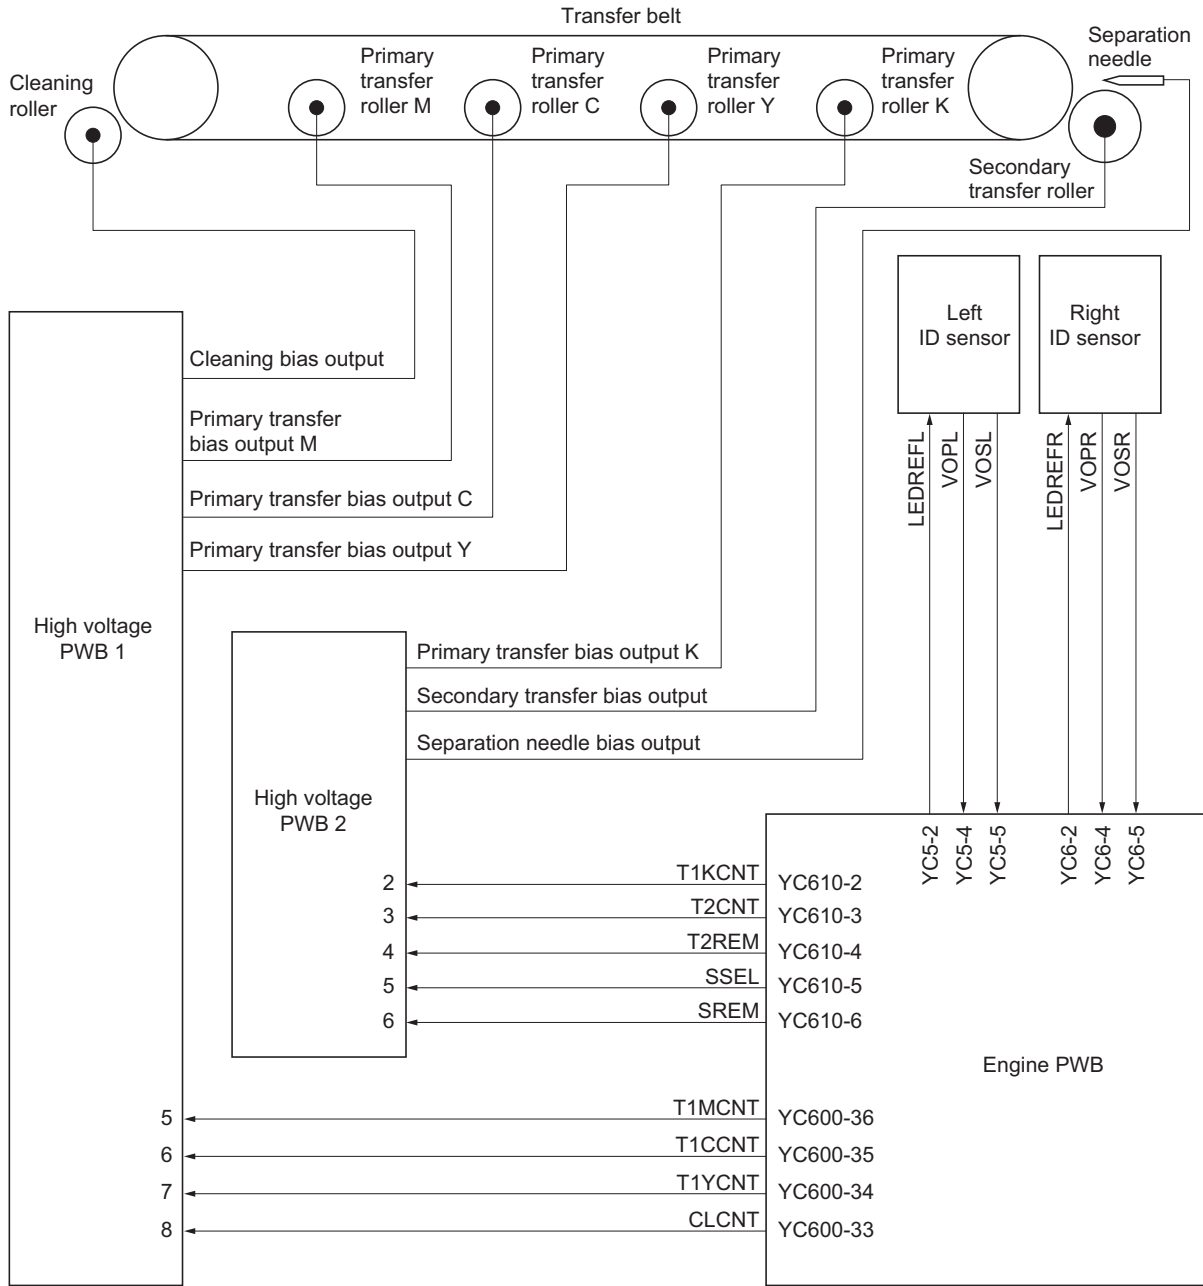 Transfer belt
Separation
needle
Cleaning
roller
Primary
transfer
roller M
Primary
transfer
roller C
Primary
transfer
roller Y
Primary
transfer
roller K
Secondary
transfer roller
Left
ID sensor
Right
ID sensor
Cleaning bias output
Primary transfer
bias output M
Primary transfer bias output C
Primary transfer bias output Y
LEDREFL
VOPL
VOSL
LEDREFR
VOPR
VOSR
High voltage
PWB 1
Primary transfer bias output K
Secondary transfer bias output
Separation needle bias output
High voltage
PWB 2
YC5-2
YC5-4
YC5-5
YC6-2
YC6-4
YC6-5
2 T1KCNT YC610-2
3 T2CNT YC610-3
4 T2REM YC610-4
5 SSEL YC610-5
6 SREM YC610-6
Engine PWB
5 T1MCNT YC600-36
6 T1CCNT YC600-35
7 T1YCNT YC600-34
8 CLCNT YC600-33